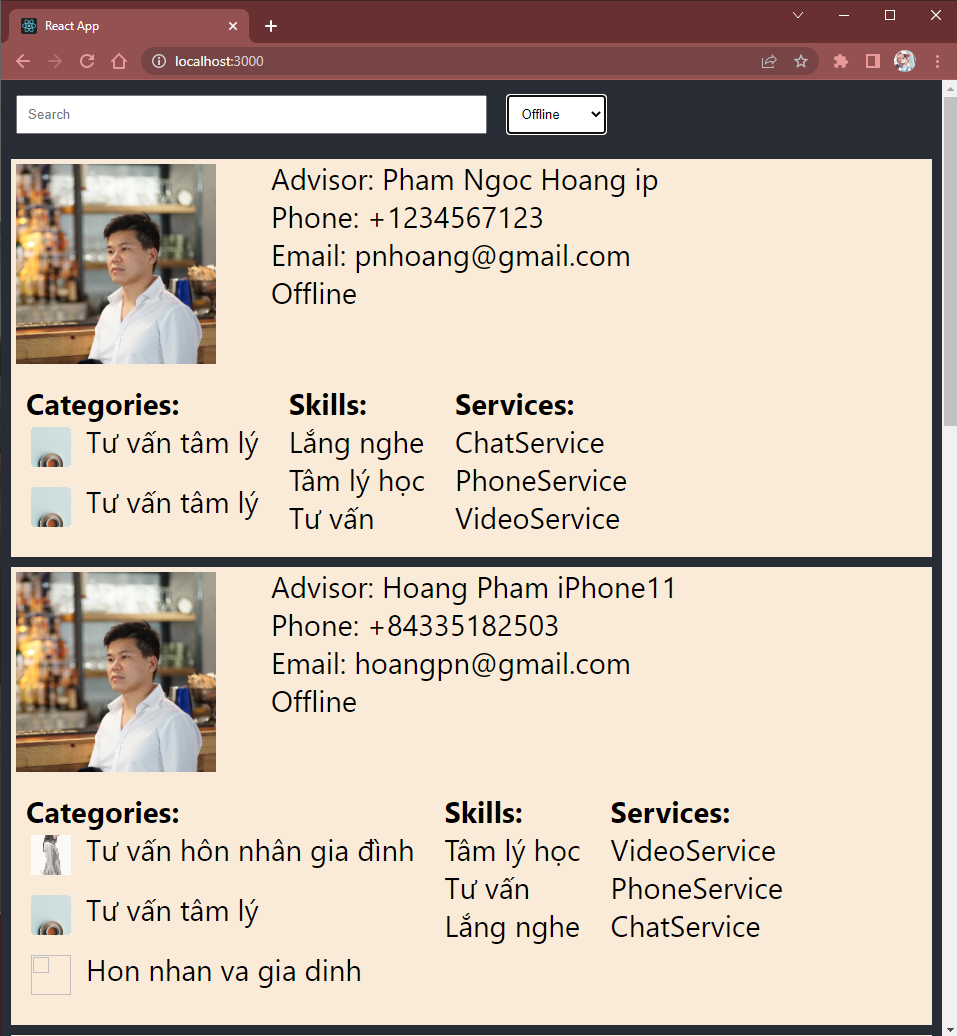 React App
localhost:3000
Search
Offline
Advisor: Pham Ngoc Hoang ip
Phone: +1234567123
Email: pnhoang@gmail.com
Offline
Categories:
Tư vấn tâm lý
Tư vấn tâm lý
Skills:
Lắng nghe
Tâm lý học
Tư vấn
Services:
ChatService
PhoneService
VideoService
Advisor: Hoang Pham iPhone11
Phone: +84335182503
Email: hoangpn@gmail.com
Offline
Categories:
Tư vấn hôn nhân gia đình
Tư vấn tâm lý
Hon nhan va gia dinh
Skills:
Tâm lý học
Tư vấn
Lắng nghe
Services:
VideoService
PhoneService
ChatService